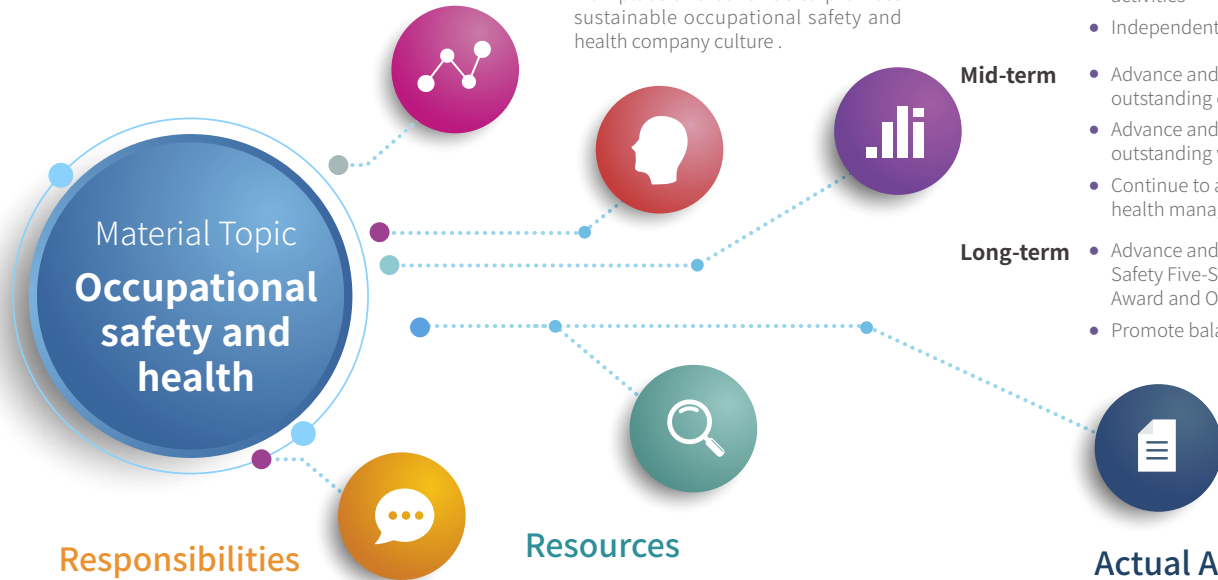 sustainable occupational safety and
health company culture .
activities
• Independent
Mid-term
• Advance and
outstanding
• Advance and
outstanding
• Continue to
health mana
Long-term
• Advance and
Safety Five-S
Award and O
• Promote bala
Material Topic
Occupational
safety and
health
Responsibilities
Resources
Actual A